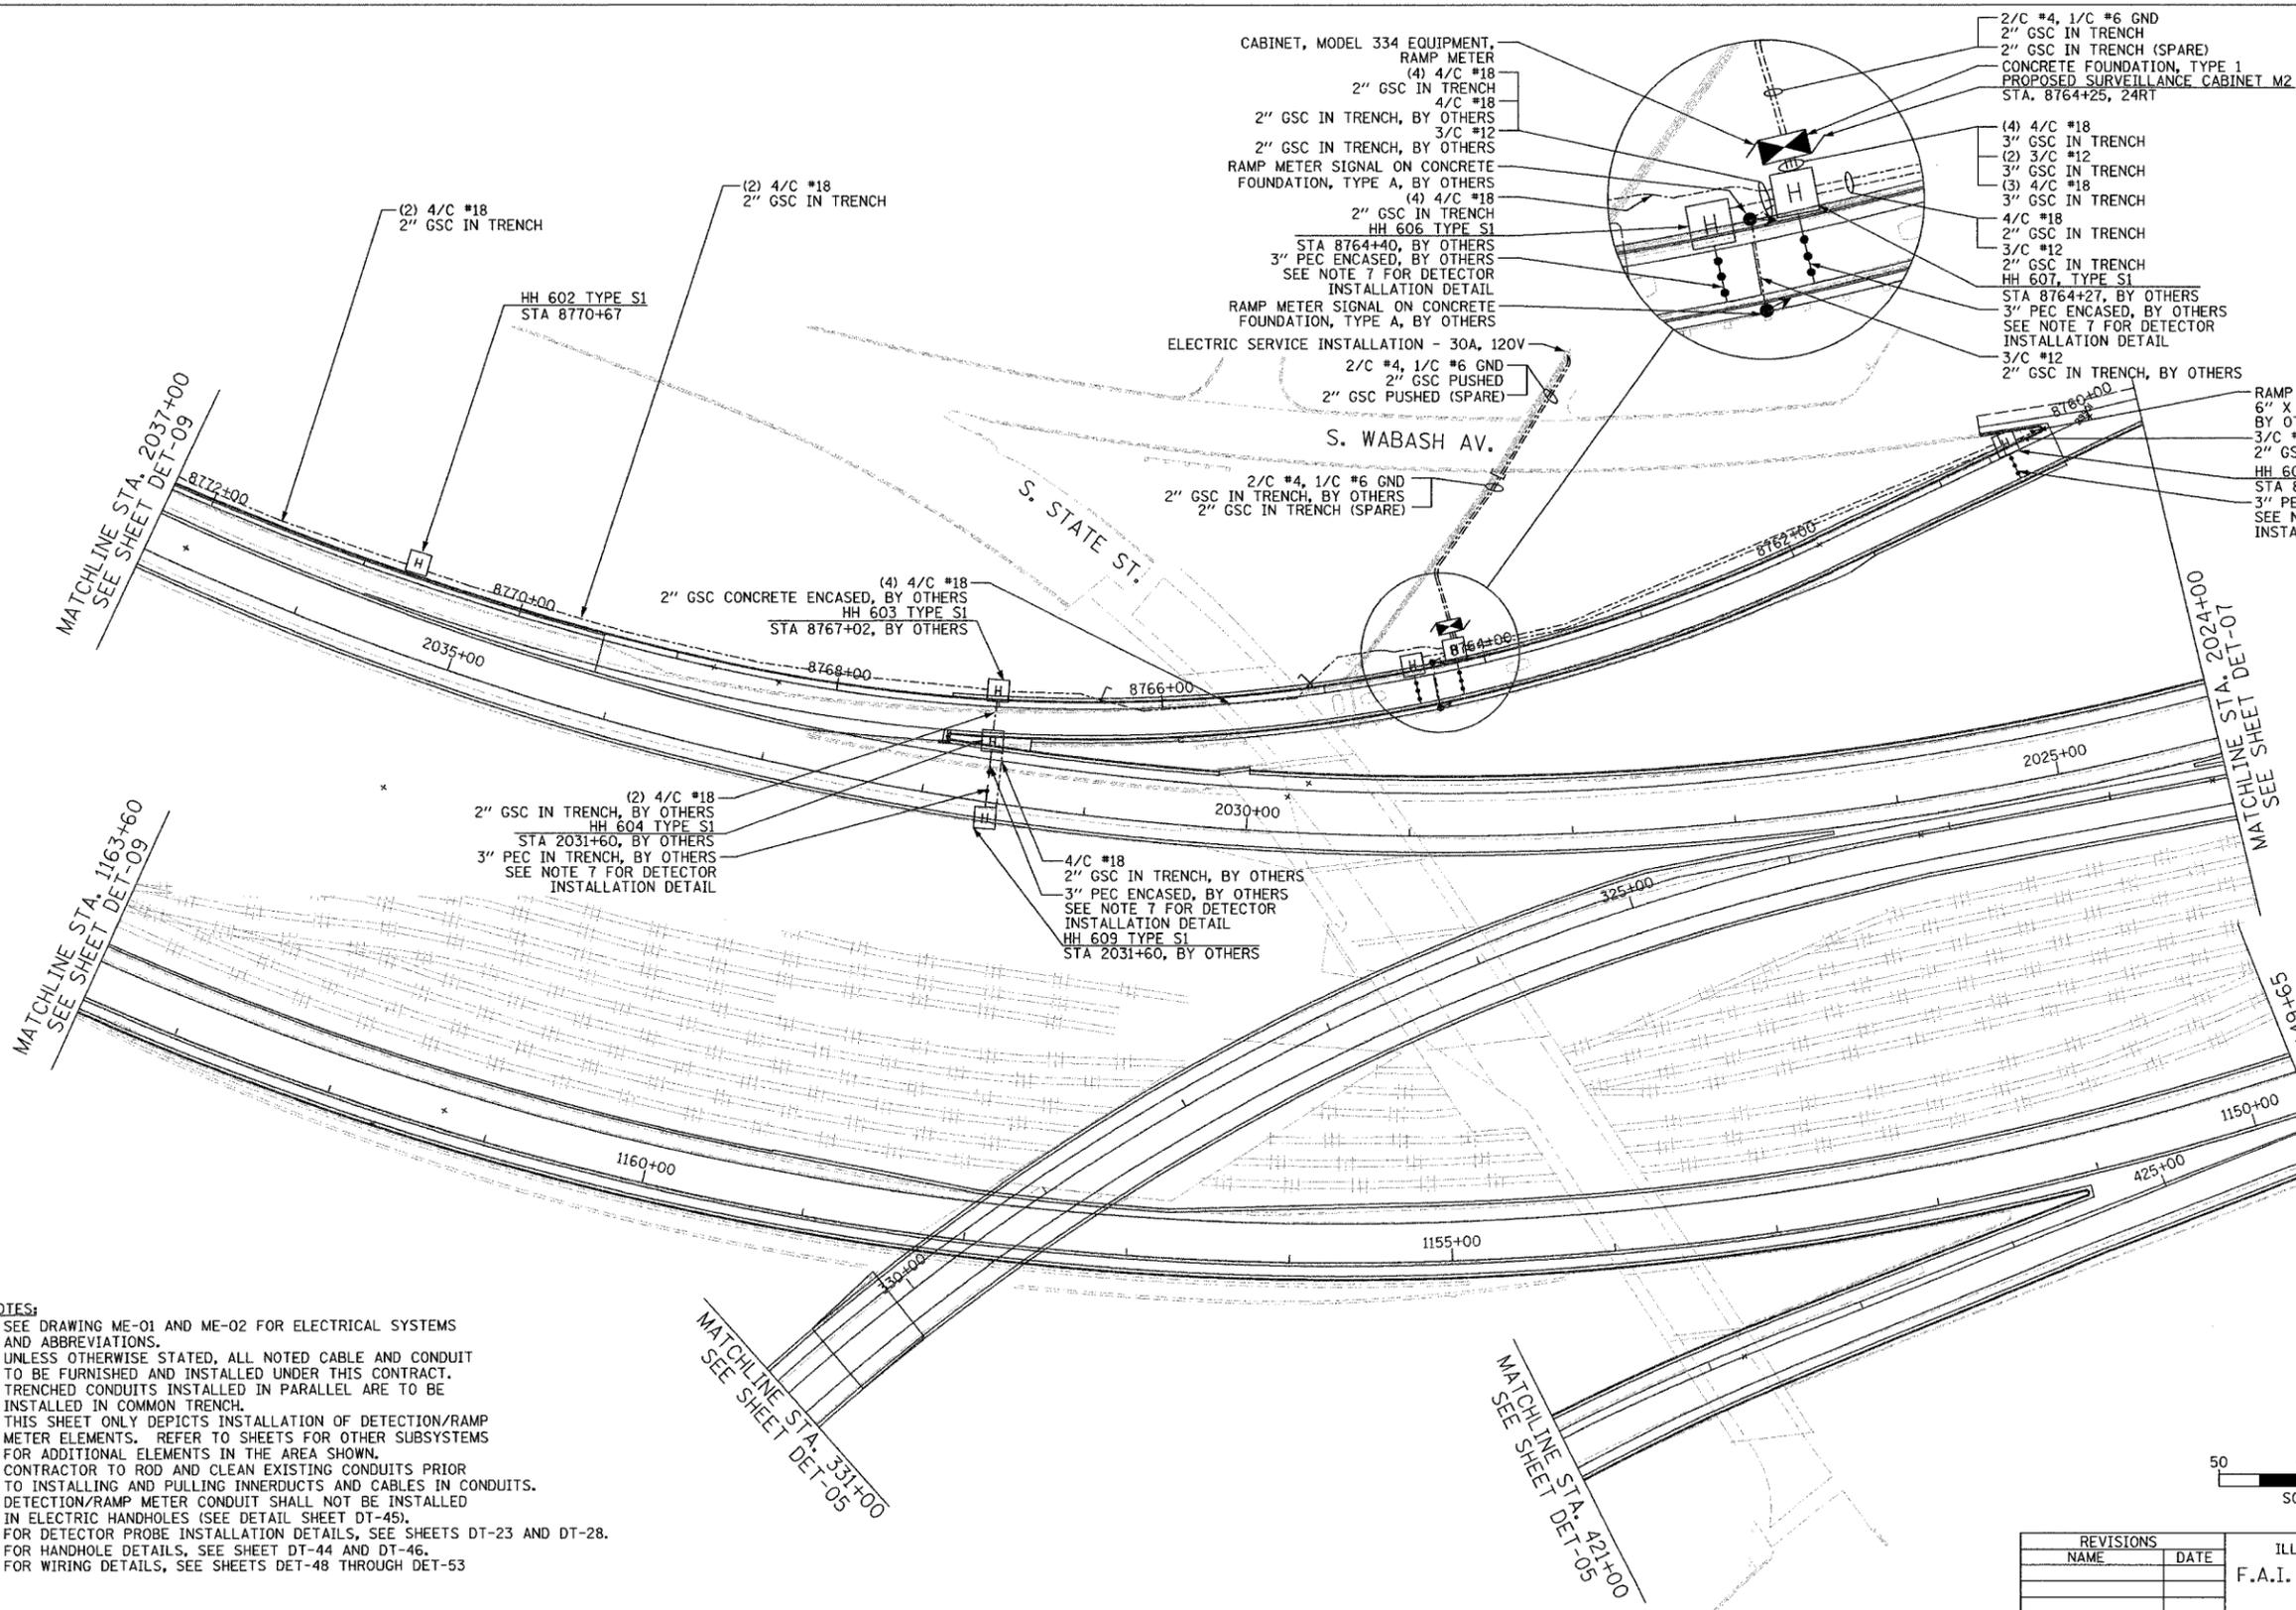 CABINET, MODEL 334 EQUIPMENT,
RAMP METER
(4) 4/C #18
2" GSC IN TRENCH
4/C #18
2" GSC IN TRENCH, BY OTHERS
3/C #12
2" GSC IN TRENCH, BY OTHERS
RAMP METER SIGNAL ON CONCRETE
FOUNDATION, TYPE A, BY OTHERS
(4) 4/C #18
2" GSC IN TRENCH
HH 606 TYPE S1
STA 8764+40, BY OTHERS
3" PEC ENCASED, BY OTHERS
SEE NOTE 7 FOR DETECTOR
INSTALLATION DETAIL
RAMP METER SIGNAL ON CONCRETE
FOUNDATION, TYPE A, BY OTHERS
ELECTRIC SERVICE INSTALLATION - 30A, 120V
2/C #4, 1/C #6 GND
2" GSC PUSHED
2" GSC PUSHED (SPARE)
S. WABASH AV.
2/C #4, 1/C #6 GND
2" GSC IN TRENCH, BY OTHERS
2" GSC IN TRENCH (SPARE)
H
H
2/C #4, 1/C #6 GND
2" GSC IN TRENCH
2" GSC IN TRENCH (SPARE)
CONCRETE FOUNDATION, TYPE 1
PROPOSED SURVEILLANCE CABINET M2
STA. 8764+25, 24RT
(4) 4/C #18
3" GSC IN TRENCH
(2) 3/C #12
3" GSC IN TRENCH
(3) 4/C #18
3" GSC IN TRENCH
4/C #18
2" GSC IN TRENCH
3/C #12
2" GSC IN TRENCH
HH 607, TYPE S1
STA 8764+27, BY OTHERS
3" PEC ENCASED, BY OTHERS
SEE NOTE 7 FOR DETECTOR
INSTALLATION DETAIL
3/C #12
2" GSC IN TRENCH, BY OTHERS
RAMP
6" X
BY
3/C
2"
HH
STA
3"
SEE
(2) 4/C #18
2" GSC IN TRENCH
(2) 4/C #18
2" GSC IN TRENCH
HH 602 TYPE S1
STA 8770+67
MATCHLINE STA. 2037+00
SEE SHEET DET-09
8772+00
H
8770+00
2035+00
8768+00
8766+00
8764+00
8762+00
8760+00
S. STATE ST.
(4) 4/C #18
2" GSC CONCRETE ENCASED, BY OTHERS
HH 603 TYPE S1
STA 8767+02, BY OTHERS
H
H
H
H
H
H
(2) 4/C #18
2" GSC IN TRENCH, BY OTHERS
HH 604 TYPE S1
STA 2031+60, BY OTHERS
3" PEC IN TRENCH, BY OTHERS
SEE NOTE 7 FOR DETECTOR
INSTALLATION DETAIL
4/C #18
2" GSC IN TRENCH, BY OTHERS
3" PEC ENCASED, BY OTHERS
SEE NOTE 7 FOR DETECTOR
INSTALLATION DETAIL
HH 609 TYPE S1
STA 2031+60, BY OTHERS
2030+00
2025+00
MATCHLINE STA. 2024+00
SEE SHEET DET-07
MATCHLINE STA. 1163+60
SEE SHEET DET-09
325+00
330+00
1160+00
1155+00
1150+00
425+00
MATCHLINE STA. 331+00
SEE SHEET DET-05
MATCHLINE STA. 421+00
SEE SHEET DET-05
OTES:
SEE DRAWING ME-01 AND ME-02 FOR ELECTRICAL SYSTEMS
AND ABBREVIATIONS.
UNLESS OTHERWISE STATED, ALL NOTED CABLE AND CONDUIT
TO BE FURNISHED AND INSTALLED UNDER THIS CONTRACT.
TRENCHED CONDUITS INSTALLED IN PARALLEL ARE TO BE
INSTALLED IN COMMON TRENCH.
THIS SHEET ONLY DEPICTS INSTALLATION OF DETECTION/RAMP
METER ELEMENTS. REFER TO SHEETS FOR OTHER SUBSYSTEMS
FOR ADDITIONAL ELEMENTS IN THE AREA SHOWN.
CONTRACTOR TO ROD AND CLEAN EXISTING CONDUITS PRIOR
TO INSTALLING AND PULLING INNERDUCTS AND CABLES IN CONDUITS.
DETECTION/RAMP METER CONDUIT SHALL NOT BE INSTALLED
IN ELECTRIC HANDHOLES (SEE DETAIL SHEET DT-45).
FOR DETECTOR PROBE INSTALLATION DETAILS, SEE SHEETS DT-23 AND DT-28.
FOR HANDHOLE DETAILS, SEE SHEET DT-44 AND DT-46.
FOR WIRING DETAILS, SEE SHEETS DET-48 THROUGH DET-53
50
REVISIONS
NAME DATE
ILL
F.A.I.